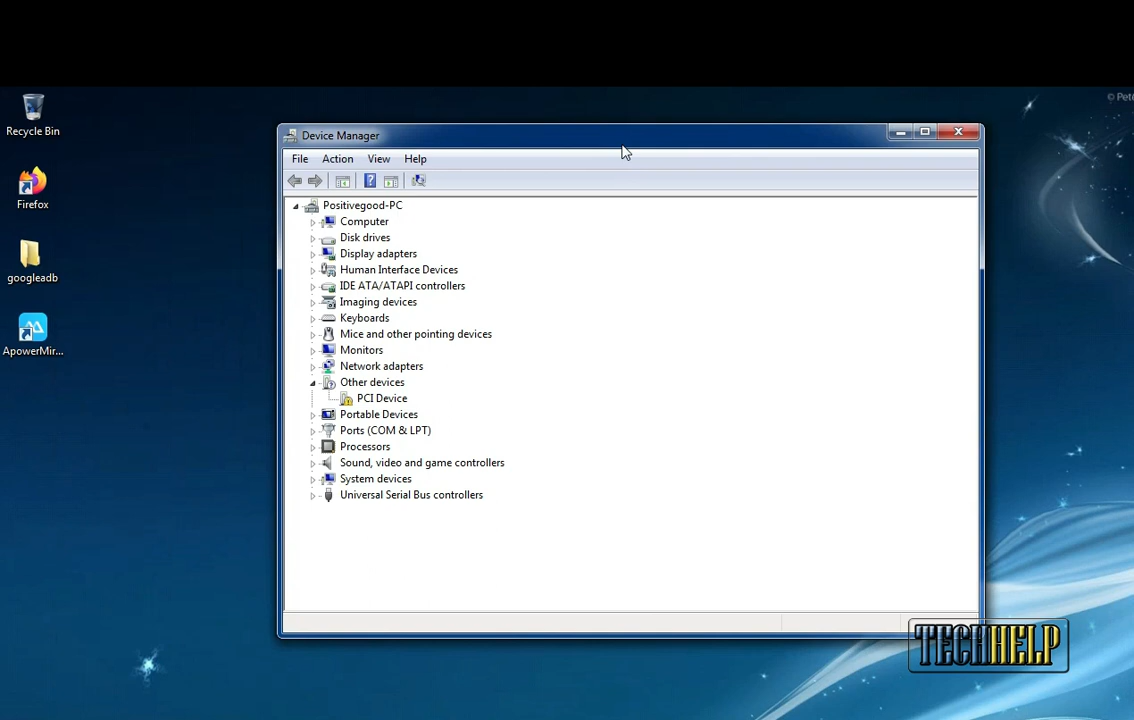 © Pete
Recycle Bin
Firefox
googleadb
ApowerMir...
Device Manager
File Action View Help
Positivegood-PC
Computer
Disk drives
Display adapters
Human Interface Devices
IDE ATA/ATAPI controllers
Imaging devices
Keyboards
Mice and other pointing devices
Monitors
Network adapters
Other devices
PCI Device
Portable Devices
Ports (COM & LPT)
Processors
Sound, video and game controllers
System devices
Universal Serial Bus controllers
TECHHELP